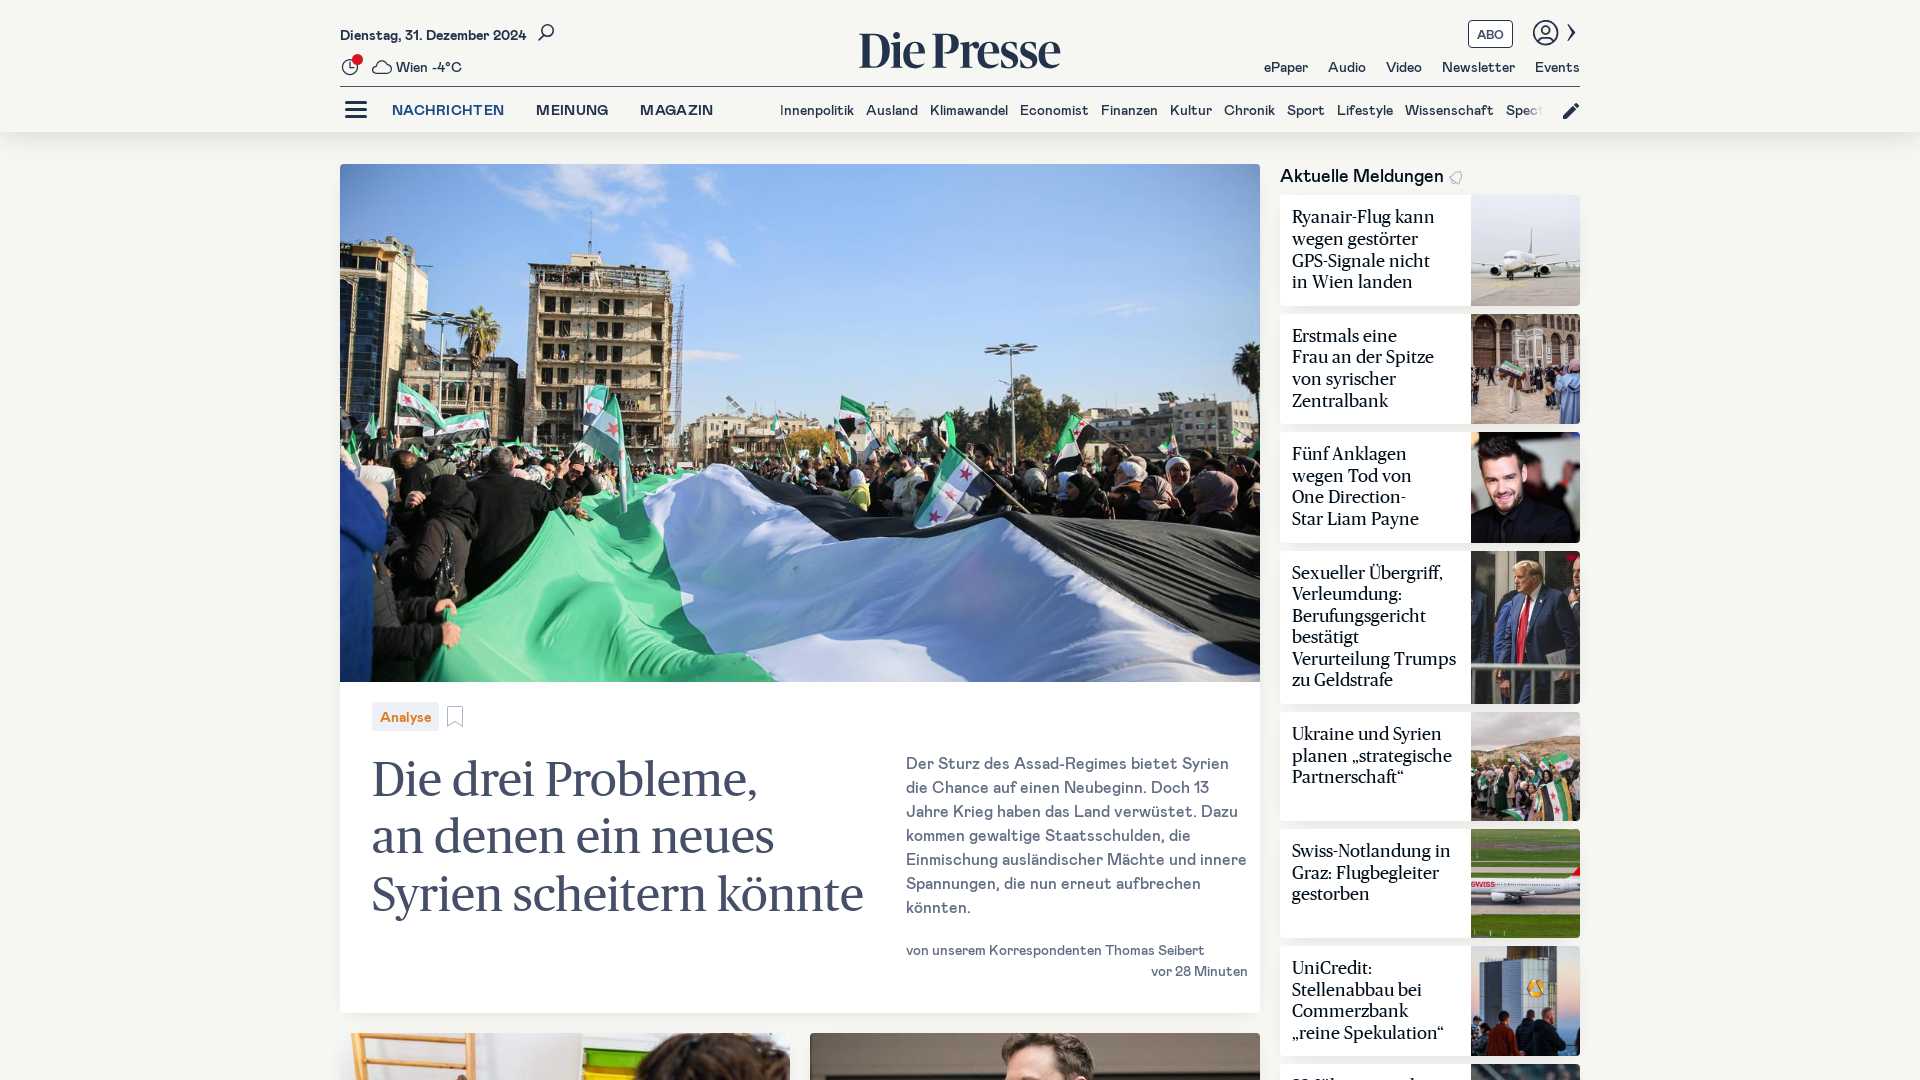 Dienstag, 31. Dezember 2024
Wien -4°C
Die Presse
ABO
ePaper Audio Video Newsletter Events
NACHRICHTEN MEINUNG MAGAZIN
Innenpolitik Ausland Klimawandel Economist Finanzen Kultur Chronik Sport Lifestyle Wissenschaft Spect
Analyse
Die drei Probleme,
an denen ein neues
Syrien scheitern könnte
Der Sturz des Assad-Regimes bietet Syrien
die Chance auf einen Neubeginn. Doch 13
Jahre Krieg haben das Land verwüstet. Dazu
kommen gewaltige Staatsschulden, die
Einmischung ausländischer Mächte und innere
Spannungen, die nun erneut aufbrechen
könnten.
von unserem Korrespondenten Thomas Seibert
vor 28 Minuten
Aktuelle Meldungen
Ryanair-Flug kann
wegen gestörter
GPS-Signale nicht
in Wien landen
Erstmals eine
Frau an der Spitze
von syrischer
Zentralbank
Fünf Anklagen
wegen Tod von
One Direction-
Star Liam Payne
Sexueller Übergriff,
Verleumdung:
Berufungsgericht
bestätigt
Verurteilung Trumps
zu Geldstrafe
Ukraine und Syrien
planen „strategische
Partnerschaft“
Swiss-Notlandung in
Graz: Flugbegleiter
gestorben
SWISS
UniCredit:
Stellenabbau bei
Commerzbank
„reine Spekulation“